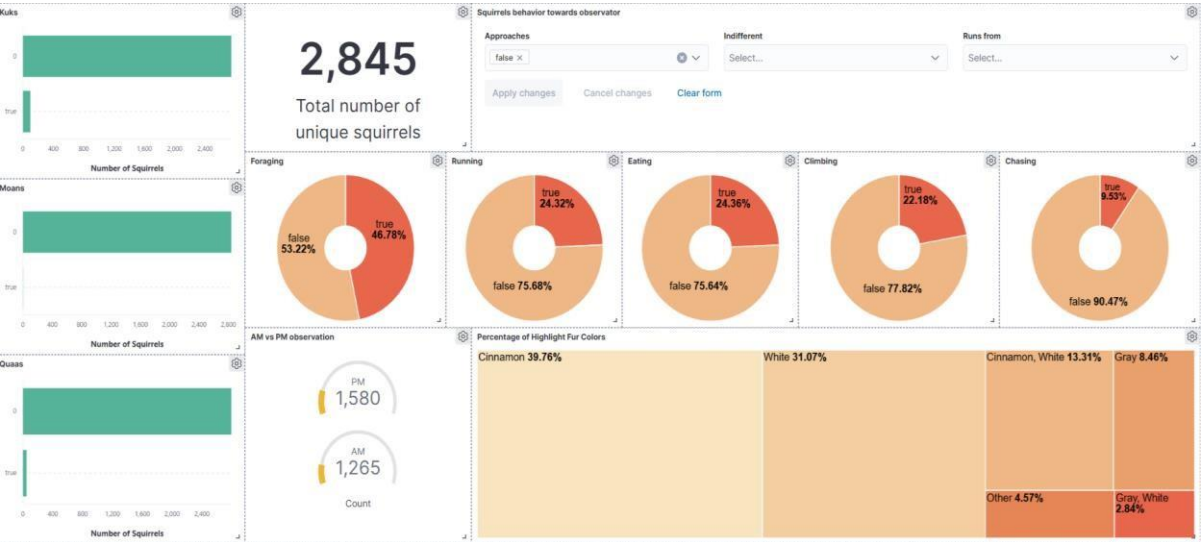 Kuks
0
true
0 400 800 1,200 1,600 2,000 2,400
Number of Squirrels
2,845
Total number of
unique squirrels
Squirrels behavior towards observator
Approaches
false ×
Indifferent
Select...
Runs from
Select...
Apply changes
Cancel changes
Clear form
Moans
0
true
0 400 800 1,200 1,600 2,000 2,400 2,800
Number of Squirrels
Foraging
false
53.22%
true
46.78%
Running
true
24.32%
false 75.68%
Eating
true
24.36%
false 75.64%
Climbing
true
22.18%
false 77.82%
Chasing
true
9.53%
false 90.47%
Quaas
0
true
0 400 800 1,200 1,600 2,000 2,400
Number of Squirrels
AM vs PM observation
PM
1,580
AM
1,265
Count
Percentage of Highlight Fur Colors
Cinnamon 39.76%
White 31.07%
Cinnamon, White 13.31%
Gray 8.46%
Other 4.57%
Gray, White
2.84%